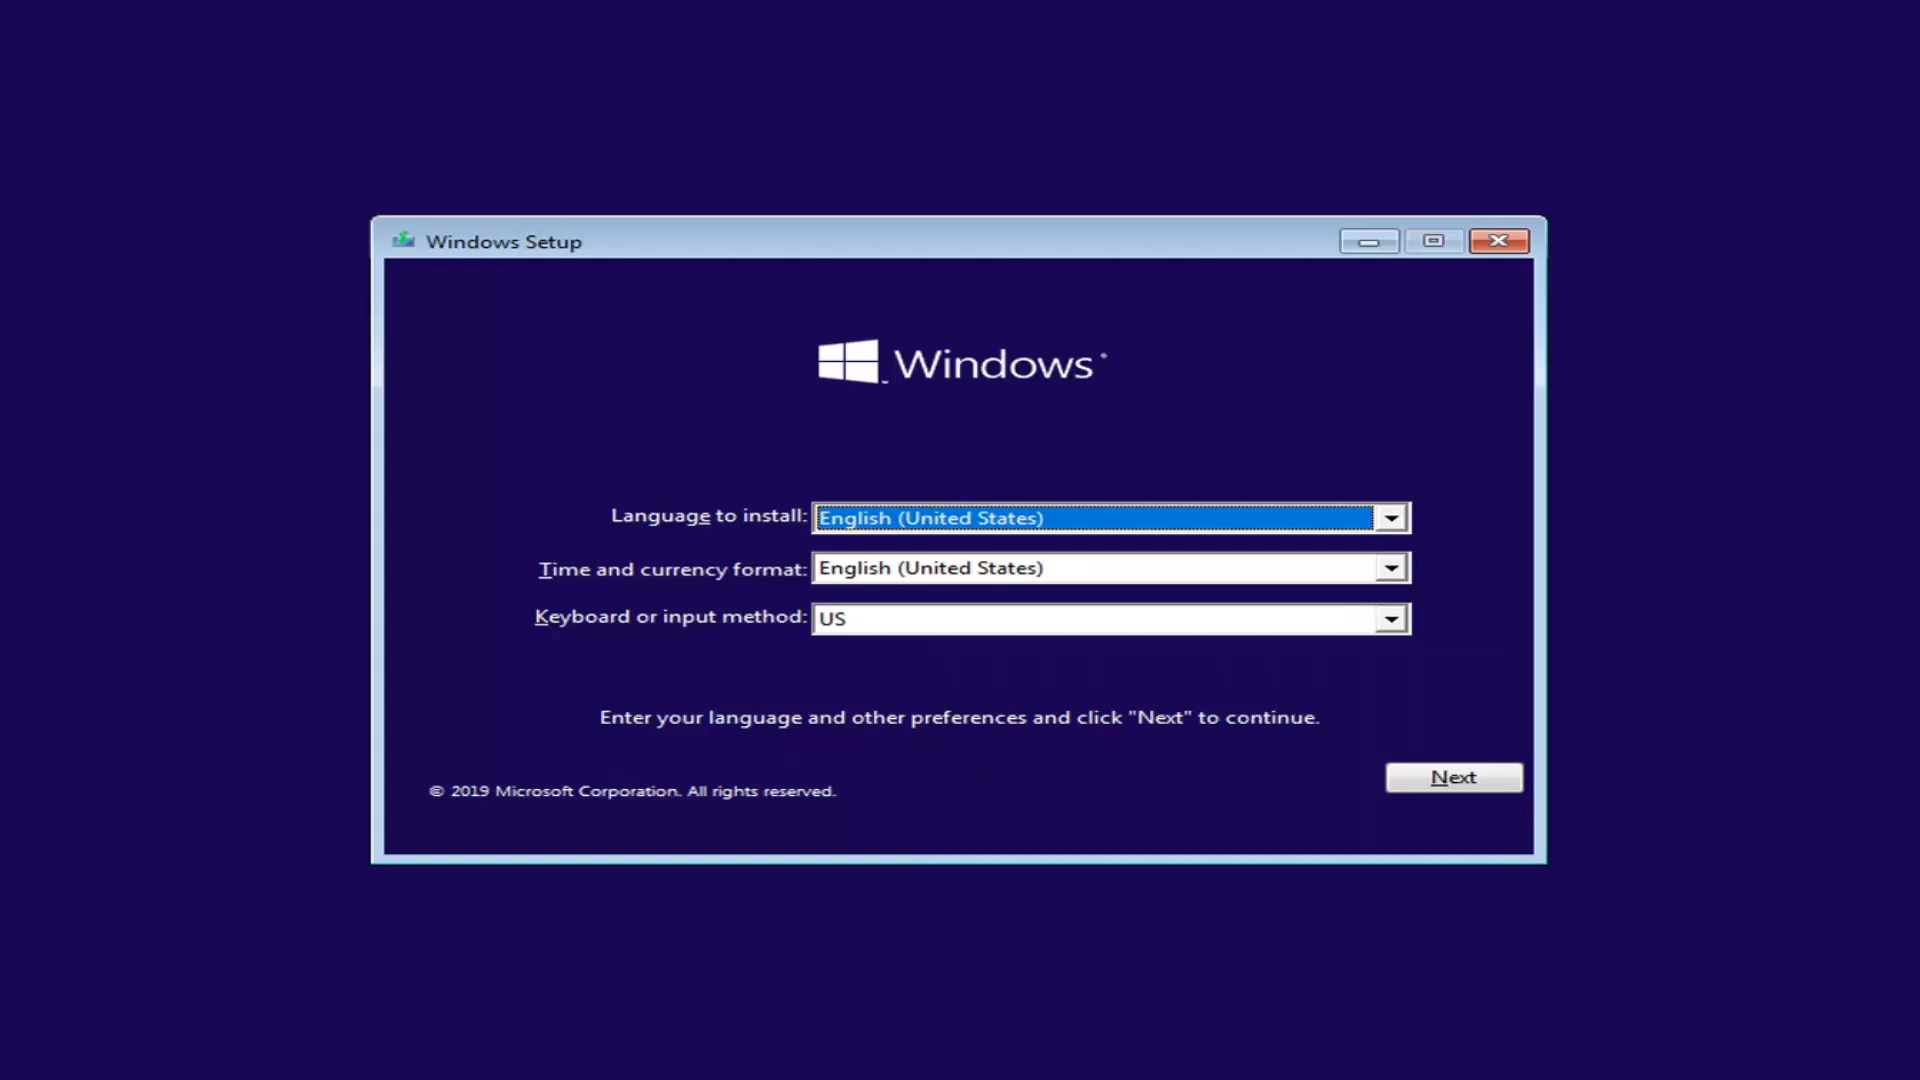 Windows Setup
Windows
Language to install: English (United States)
Time and currency format: English (United States)
Keyboard or input method: US
Enter your language and other preferences and click "Next" to continue.
Next
© 2019 Microsoft Corporation. All rights reserved.